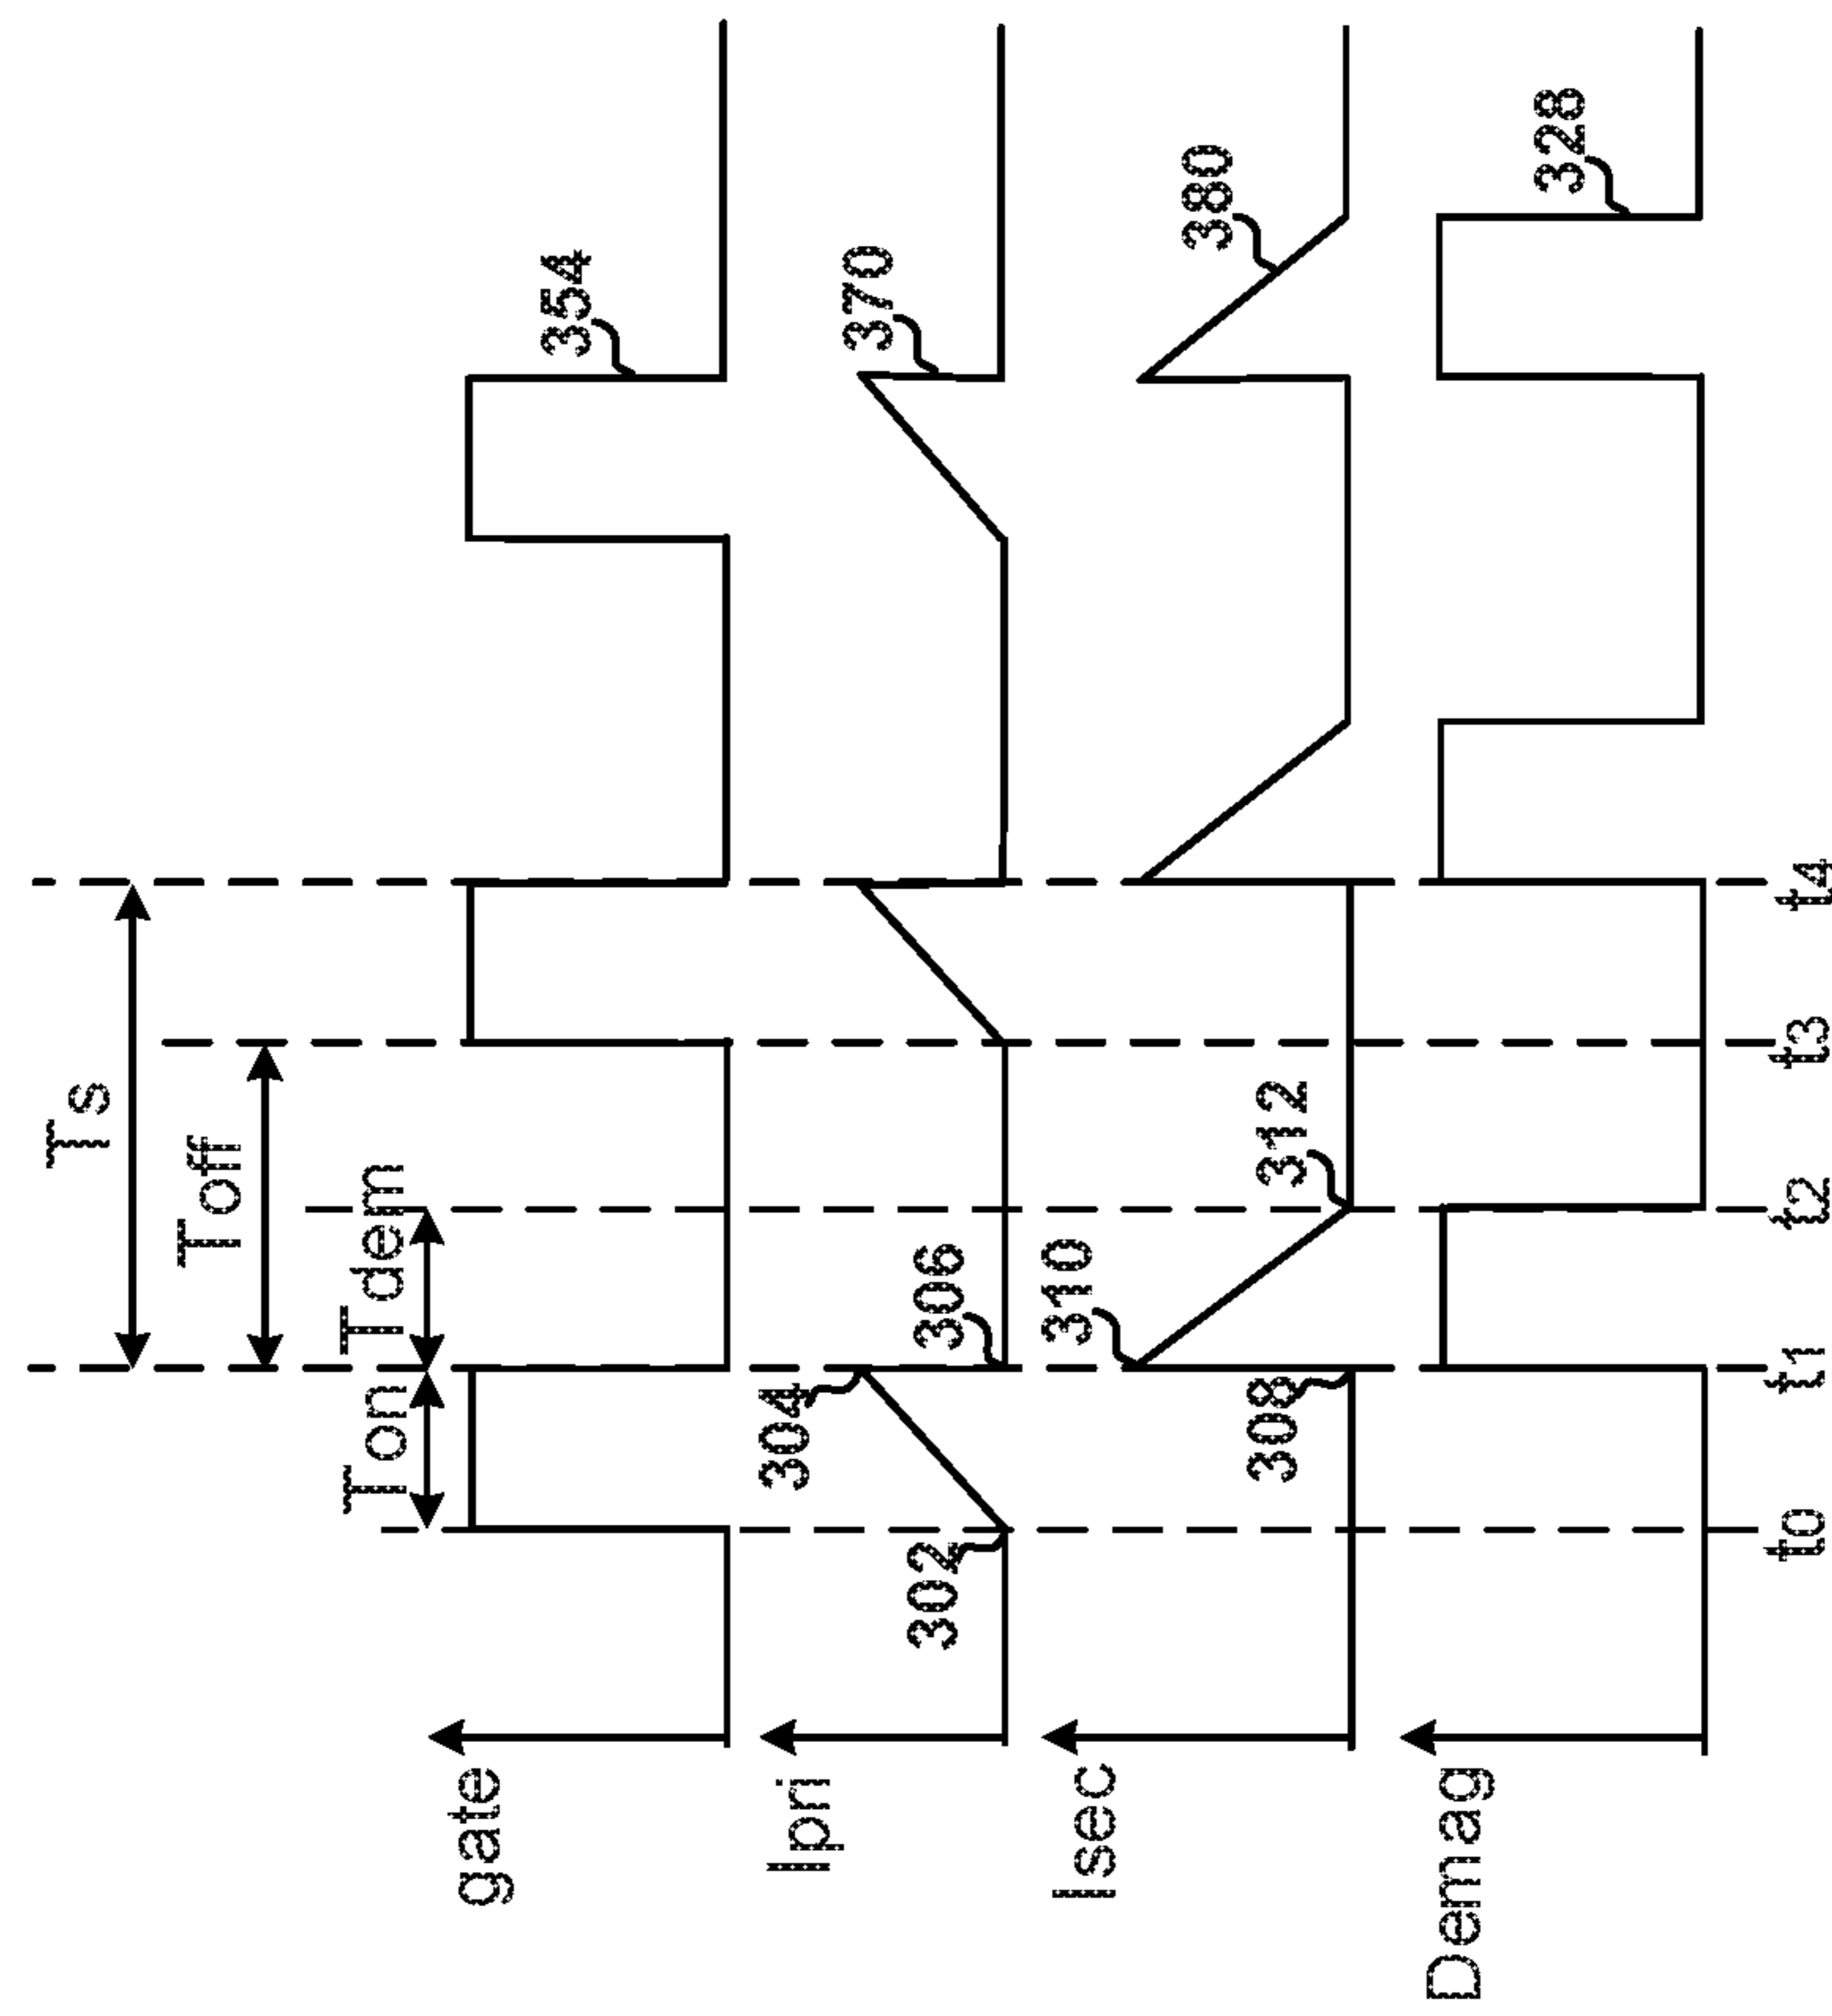 Ts
Toff
Ton
Tdem
gate
354
Ipri
302
304
306
370
Isec
308
310
312
380
Demag
328
t0
t1
t2
t3
t4